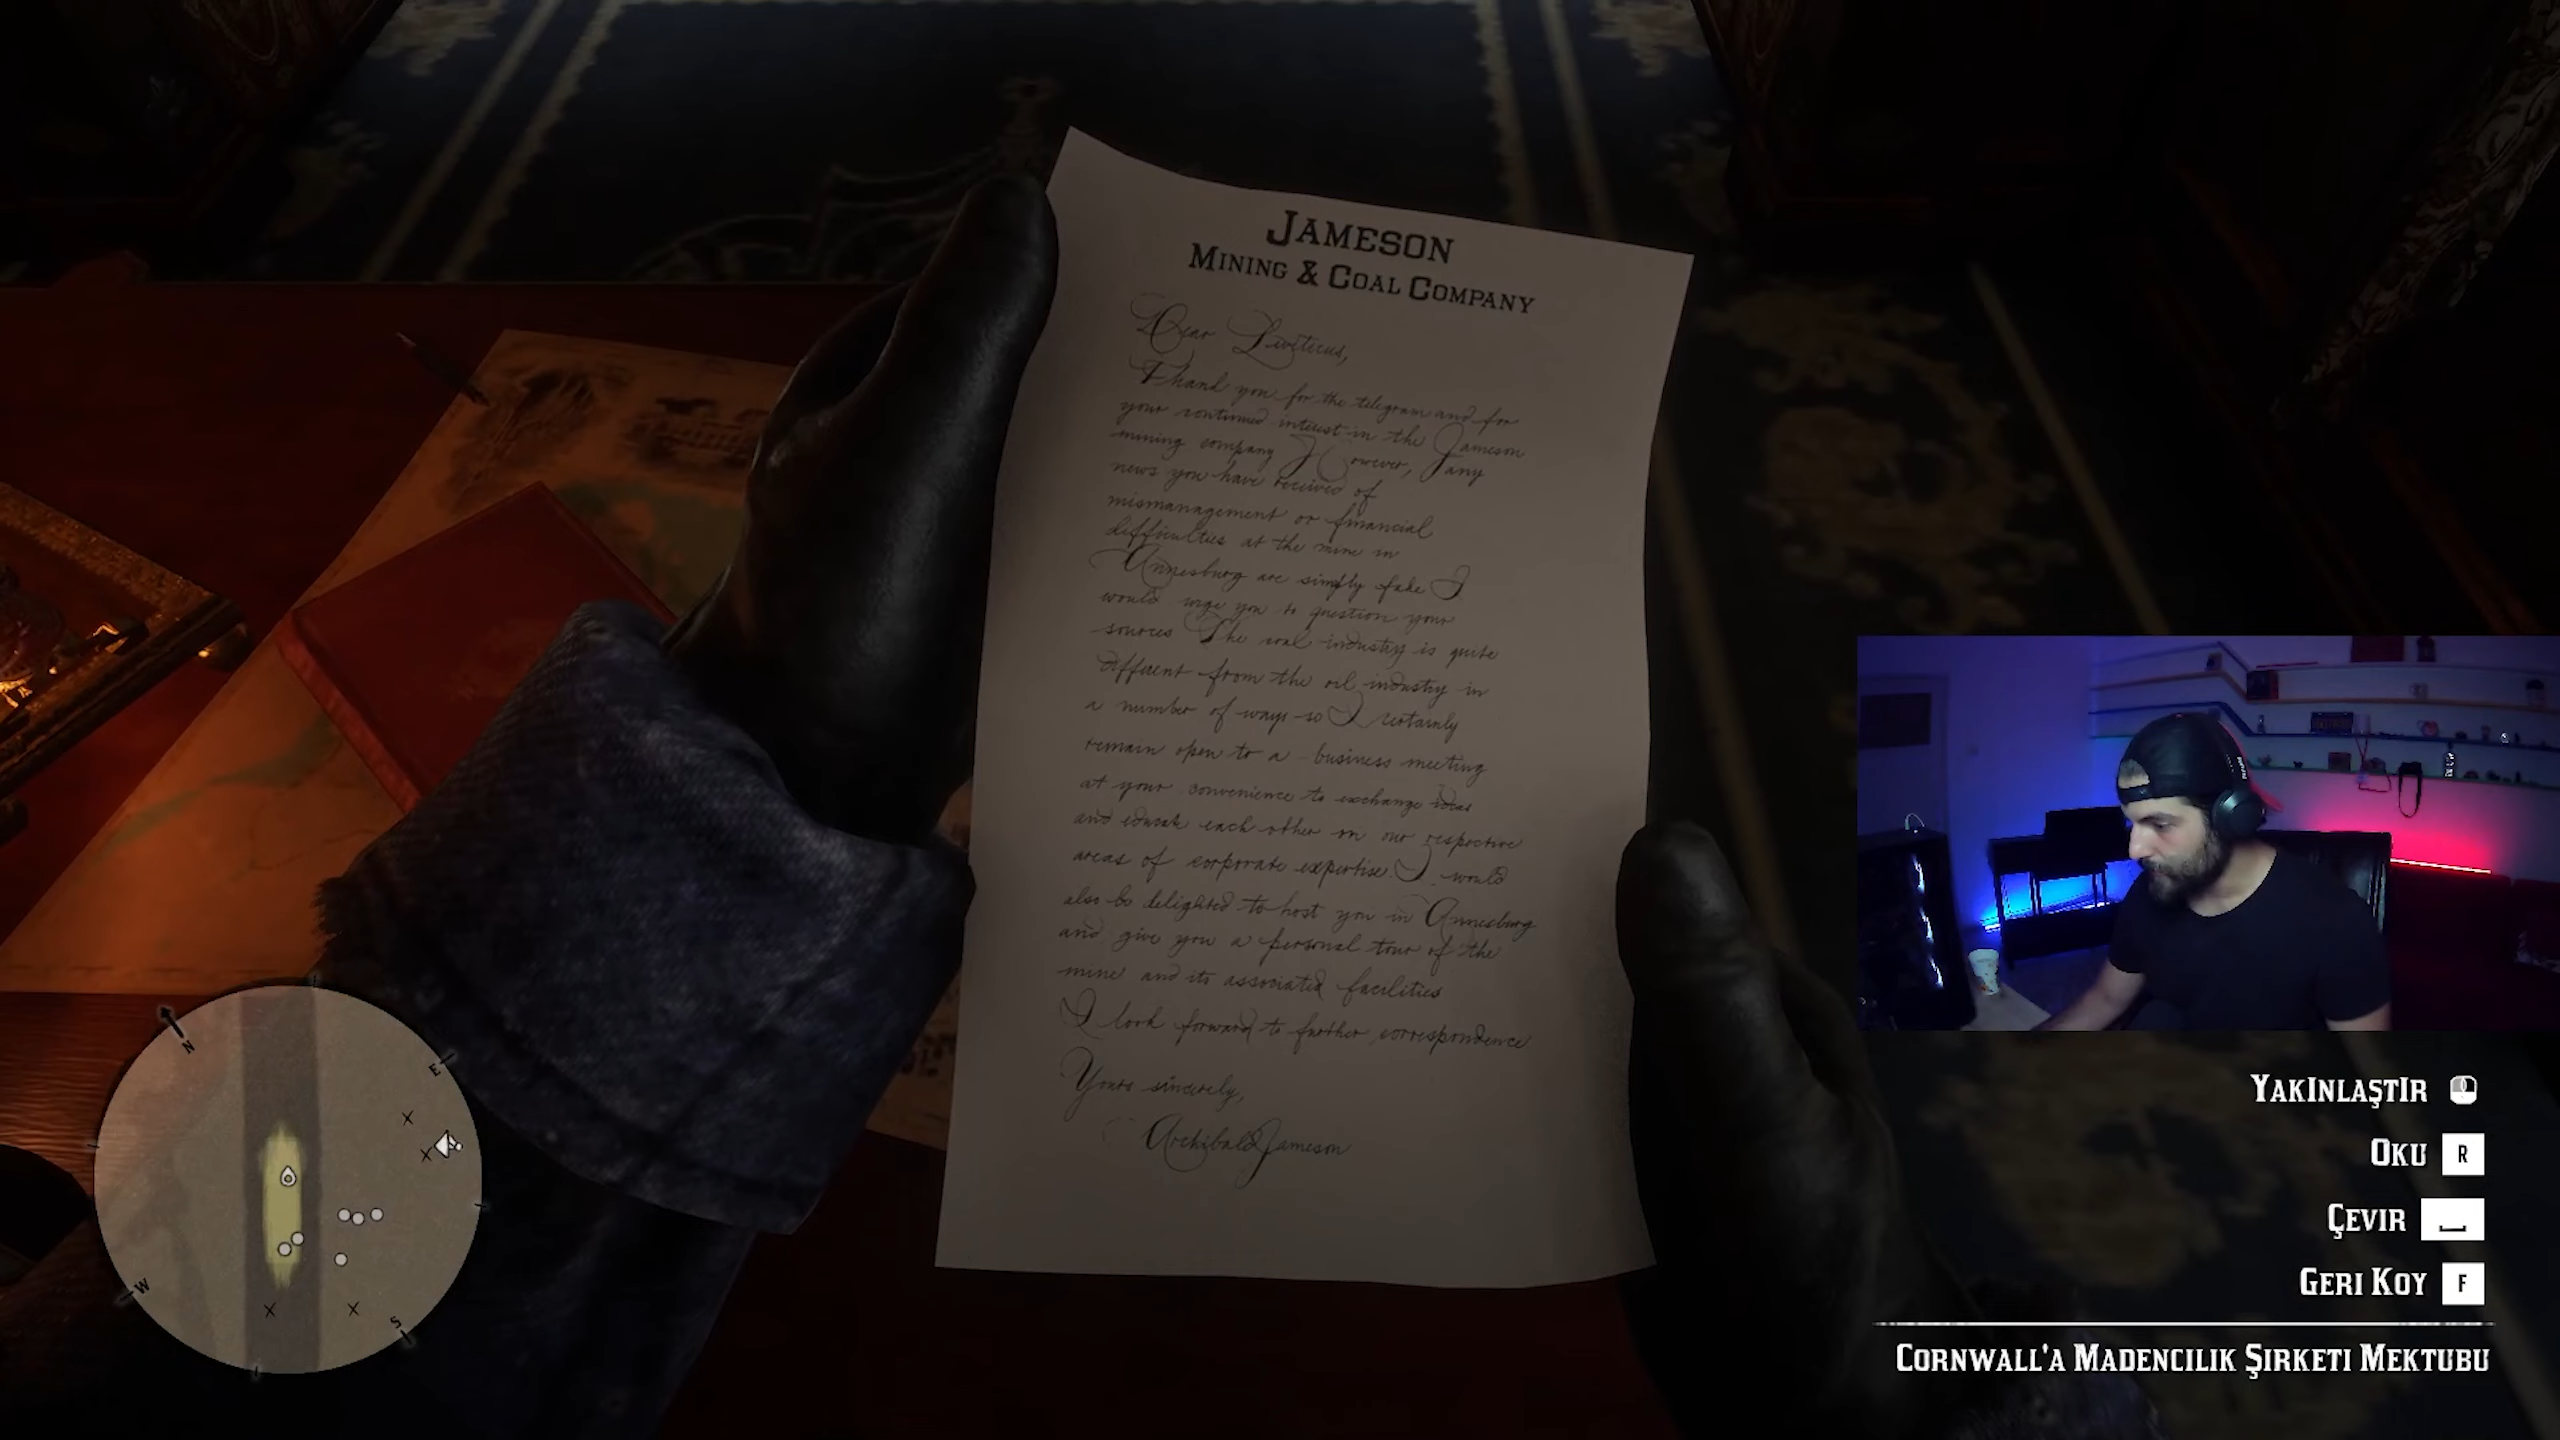 JAMESON
MINING & COAL COMPANY
Dear Leviticus,
Thank you for the telegram and for
your continued interest in the Jameson
mining company However, any
news you have received of
mismanagement or financial
difficulties at the mine in
Annesburg are simply fake I
would urge you to question your
sources The coal industry is quite
different from the oil industry in
a number of ways so I certainly
remain open to a business meeting
at your convenience to exchange ideas
and educate each other on our respective
areas of corporate expertise. I would
also be delighted to host you in Annesburg
and give you a personal tour of the
mine and its associated facilities
I look forward to further correspondence
Yours sincerely,
Archibald Jameson
N
E
W
S
YAKINLAŞTIR
OKU R
ÇEVIR
GERI KOY F
CORNWALL'A MADENCILIK ŞIRKETI MEKTUBU